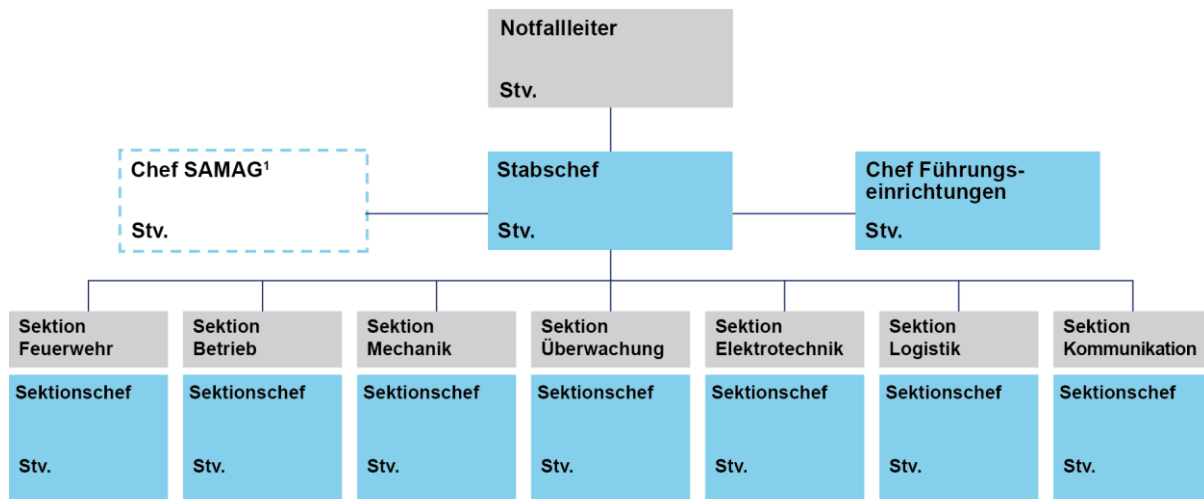 Notfallleiter
Stv.
Chef SAMAG¹
Stv.
Stabschef
Stv.
Chef Führungs-
einrichtungen
Stv.
Sektion
Feuerwehr
Sektionschef
Stv.
Sektion
Betrieb
Sektionschef
Stv.
Sektion
Mechanik
Sektionschef
Stv.
Sektion
Überwachung
Sektionschef
Stv.
Sektion
Elektrotechnik
Sektionschef
Stv.
Sektion
Logistik
Sektionschef
Stv.
Sektion
Kommunikation
Sektionschef
Stv.